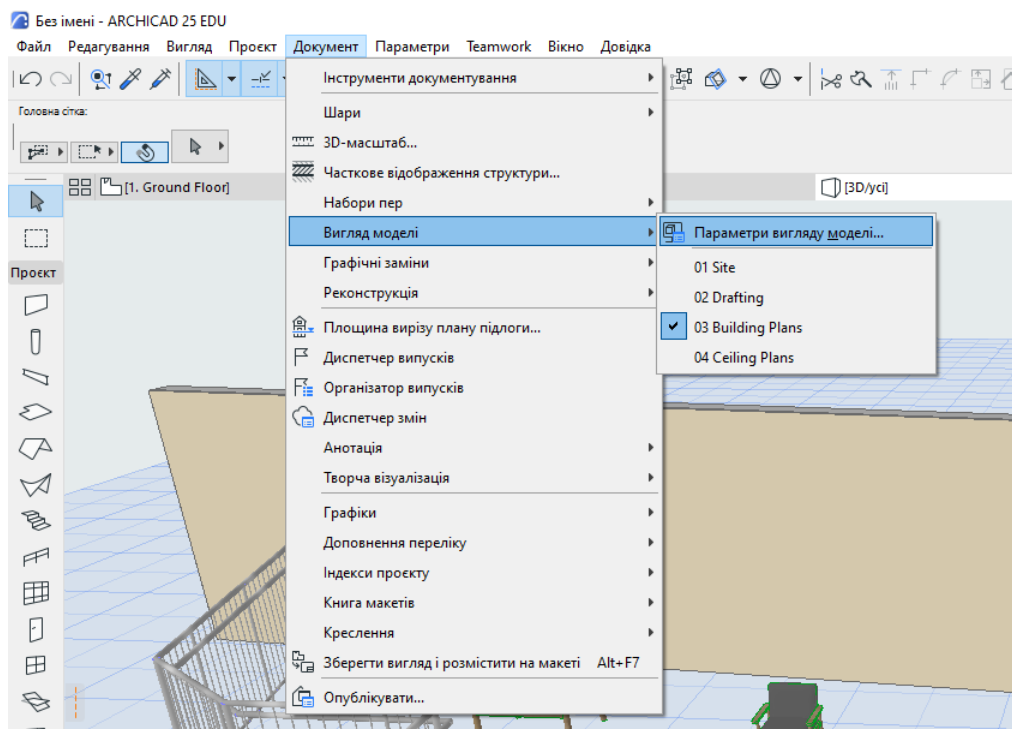 Без імені - ARCHICAD 25 EDU
Файл Редагування Вигляд Проєкт Документ Параметри Teamwork Вікно Довідка
Головна сітка:
[1. Ground Floor]
[3D/усі]
Проєкт
Інструменти документування
Шари
3D-масштаб...
Часткове відображення структури...
Набори пер
Вигляд моделі
Графічні заміни
Реконструкція
Площина вирізу плану підлоги...
Диспетчер випусків
Організатор випусків
Диспетчер змін
Анотація
Творча візуалізація
Графіки
Доповнення переліку
Індекси проєкту
Книга макетів
Креслення
Зберегти вигляд і розмістити на макеті Alt+F7
Опублікувати...
Параметри вигляду моделі...
01 Site
02 Drafting
03 Building Plans
04 Ceiling Plans